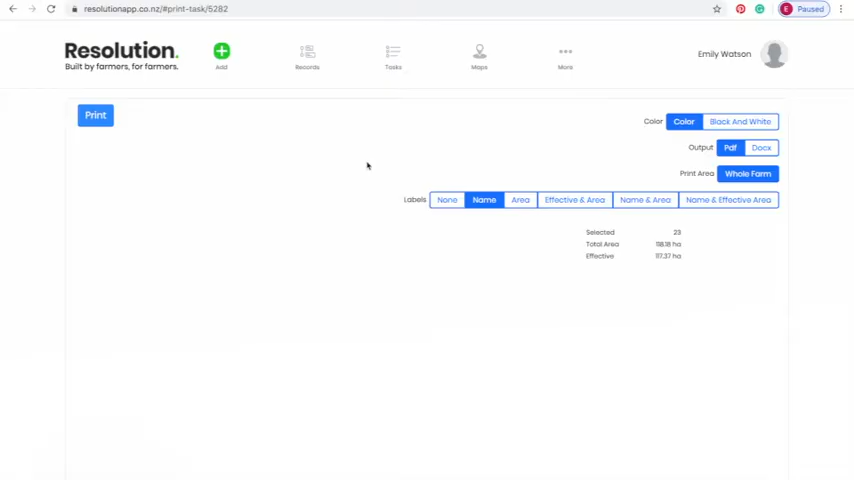 resolutionapp.co.nz/#print-task/5282
E Paused
Resolution.
Built by farmers, for farmers.
Add
Records
Tasks
Maps
More
Emily Watson
Print
Color Color Black And White
Output Pdf Docx
Print Area Whole Farm
Labels None Name Area Effective & Area Name & Area Name & Effective Area
Selected 23
Total Area 118.18 ha
Effective 117.37 ha